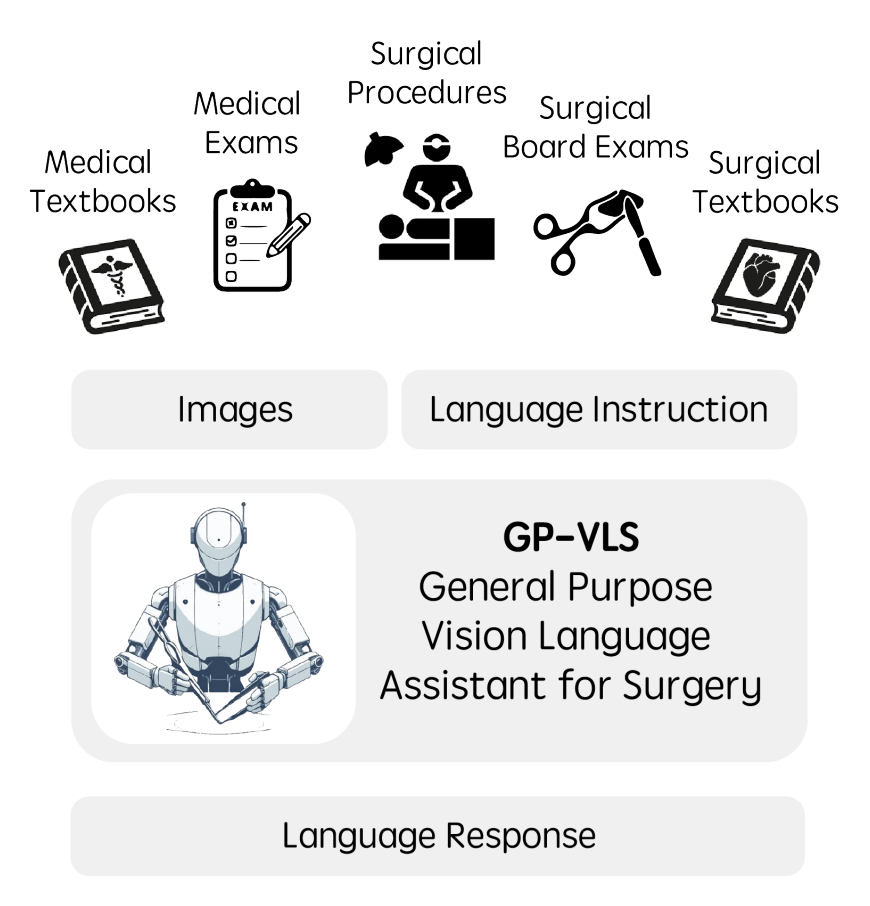 Surgical
Procedures
Medical
Exams
Surgical
Board Exams
Medical
Textbooks
Surgical
Textbooks
EXAM
Images
Language Instruction
GP-VLS
General Purpose
Vision Language
Assistant for Surgery
Language Response